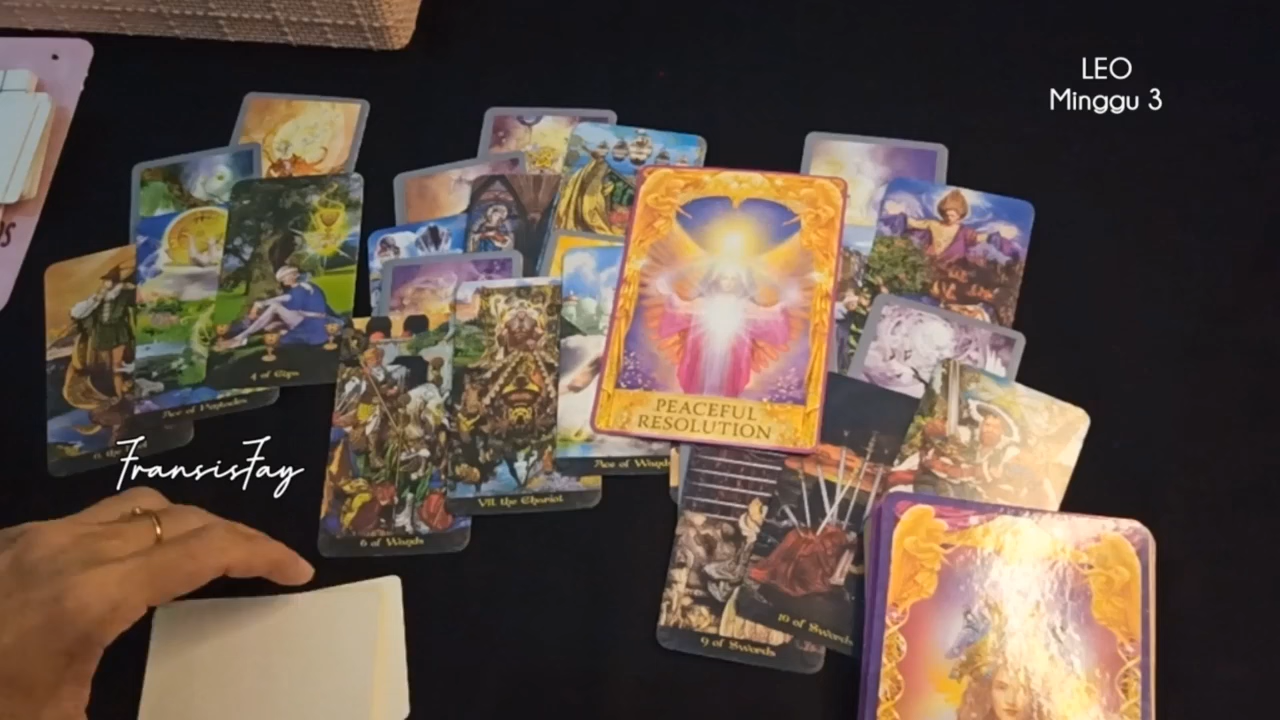 LEO
Minggu 3
4 of Cups
Ace of Pentacles
FransisFay
PEACEFUL
RESOLUTION
Ace of Wands
VII the Chariot
6 of Wands
10 of Swords
9 of Swords